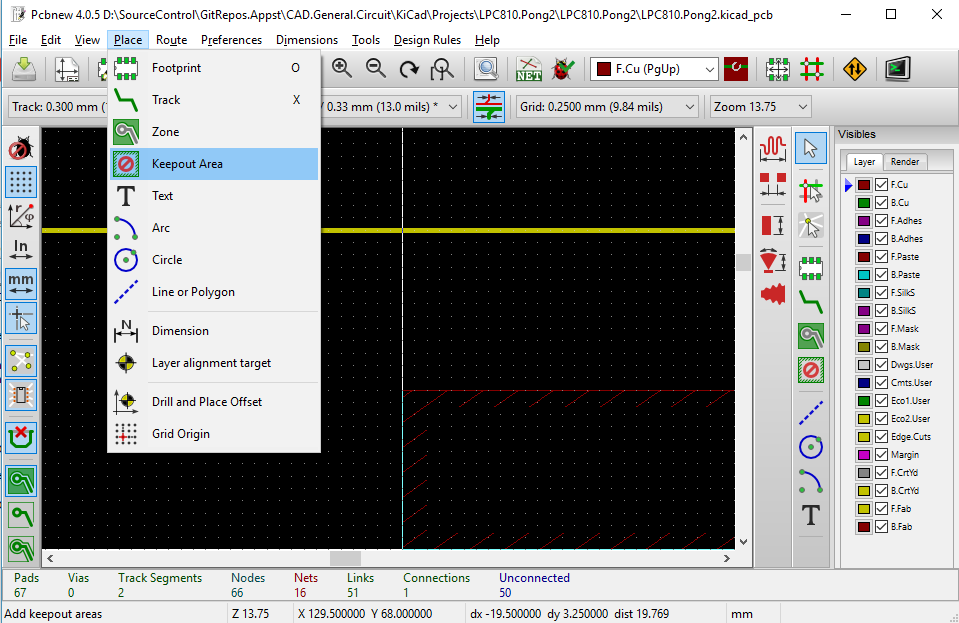 Pcbnew 4.0.5 D:\SourceControl\GitRepos.Appst\CAD.General.Circuit\KiCad\Projects\LPC810.Pong2\LPC810.Pong2\LPC810.Pong2.kicad_pcb
File Edit View Place Route Preferences Dimensions Tools Design Rules Help
NET F.Cu (PgUp)
Track: 0.300 mm / 0.33 mm (13.0 mils) * Grid: 0.2500 mm (9.84 mils) Zoom 13.75
Footprint O
Track X
Zone
Keepout Area
Text
Arc
Circle
Line or Polygon
Dimension
Layer alignment target
Drill and Place Offset
Grid Origin
In
mm
Visibles
Layer Render
F.Cu
B.Cu
F.Adhes
B.Adhes
F.Paste
B.Paste
F.SilkS
B.SilkS
F.Mask
B.Mask
Dwgs.User
Cmts.User
Eco1.User
Eco2.User
Edge.Cuts
Margin
F.CrtYd
B.CrtYd
F.Fab
B.Fab
Pads Vias Track Segments Nodes Nets Links Connections Unconnected
67 0 2 66 16 51 1 50
Add keepout areas Z 13.75 X 129.500000 Y 68.000000 dx -19.500000 dy 3.250000 dist 19.769 mm